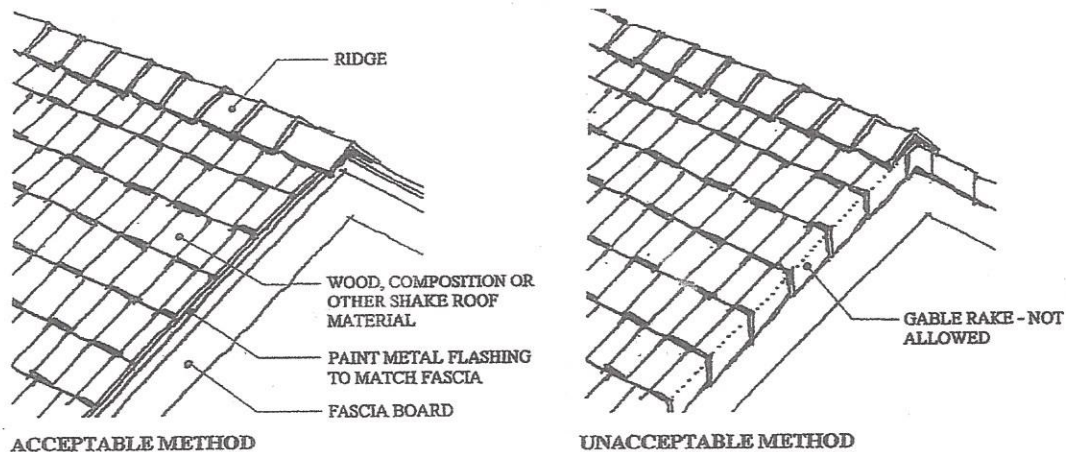 RIDGE
WOOD, COMPOSITION OR
OTHER SHAKE ROOF
MATERIAL
PAINT METAL FLASHING
TO MATCH FASCIA
FASCIA BOARD
ACCEPTABLE METHOD
GABLE RAKE - NOT
ALLOWED
UNACCEPTABLE METHOD